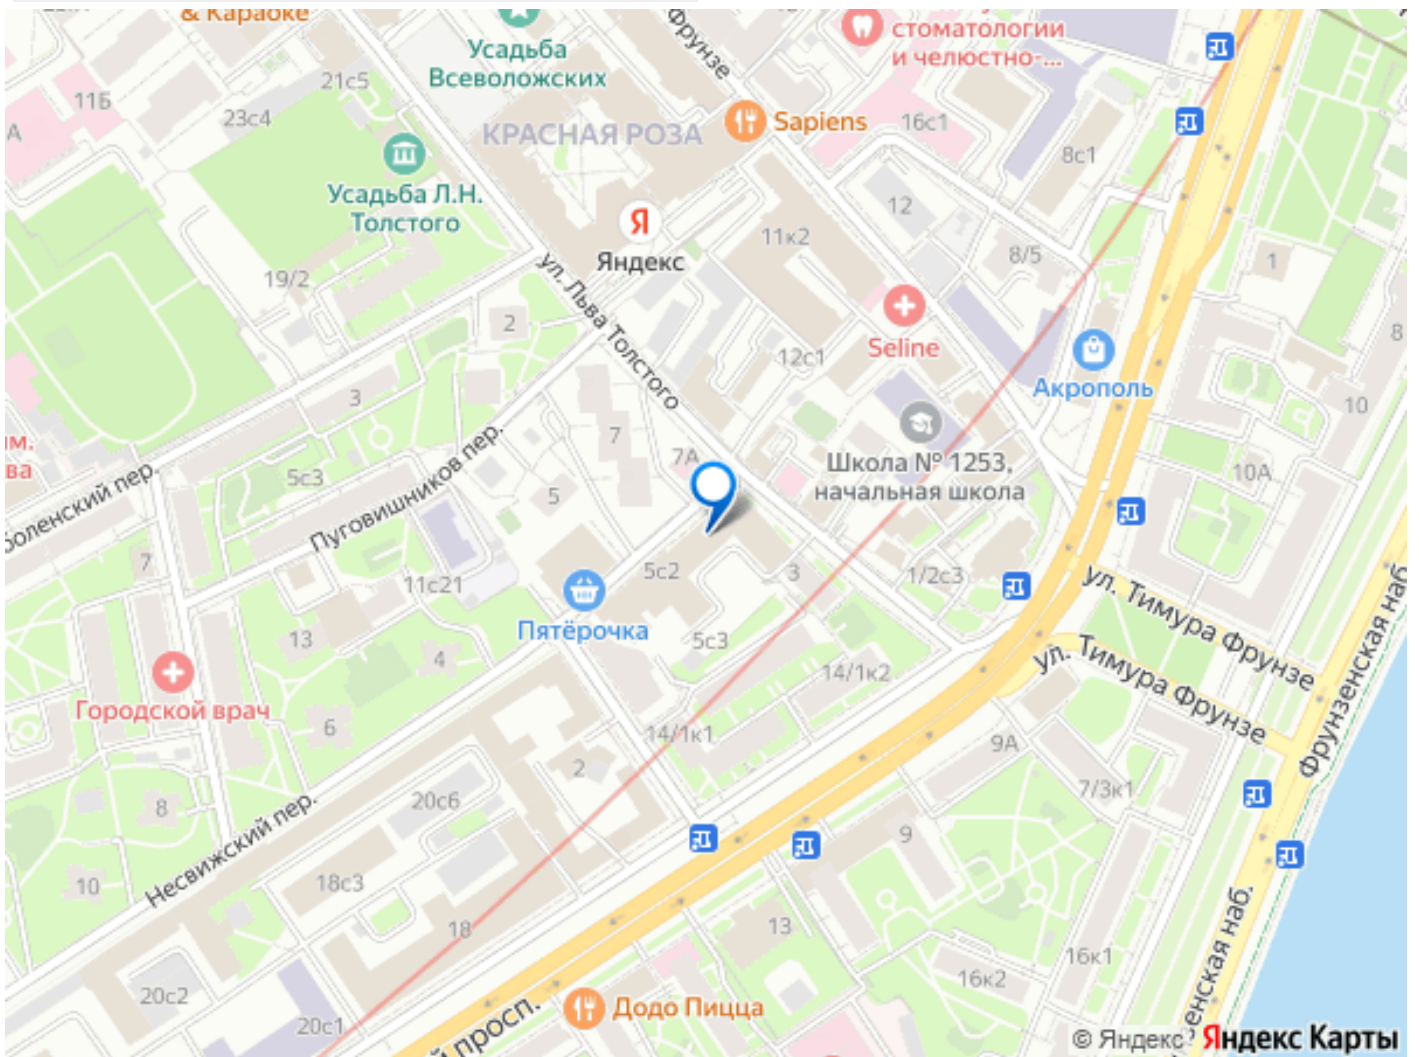 & Караоке
Усадьба
Всеволожских
Фрунзе
стоматологии
и челюстно-...
21с5
11Б
23с4
А
КРАСНАЯ РОЗА
Sapiens
16с1
8с1
Усадьба Л.Н.
Толстого
12
11к2
8/5
1
Яндекс
19/2
ул. Льва Толстого
2
Seline
12с1
8
Акрополь
3
10
7
7А
Школа № 1253,
начальная школа
10А
5с3
5
Пуговишников пер.
7
5с2
3
1/2с3
11с21
ул. Тимура Фрунзе
Пятёрочка
13
4
5с3
14/1к2
ул. Тимура Фрунзе
Фрунзенская наб.
Городской врач
6
14/1к1
9А
2
7/3к1
20с6
8
9
Несвижский пер.
10
18с3
18
13
16к1
16к2
20с2
20с1
Додо Пицца
й просп.
© Яндекс
Яндекс Карты